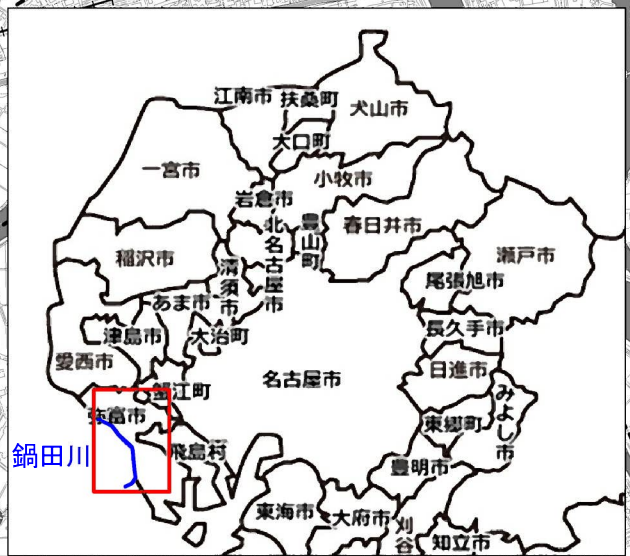 江南市
扶桑町
犬山市
大口町
一宮市
小牧市
岩倉市
北名古屋市
豊山町
春日井市
瀬戸市
稲沢市
清須市
尾張旭市
あま市
津島市
大治町
長久手市
愛西市
名古屋市
日進市
蟹江町
みよし市
弥富市
東郷町
鍋田川
飛島村
豊明市
東海市
大府市
刈谷
知立市